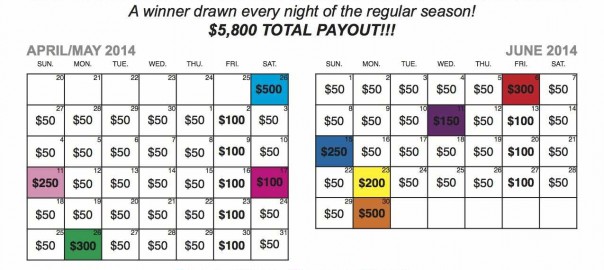 A winner drawn every night of the regular season!
$5,800 TOTAL PAYOUT!!!
APRIL/MAY 2014
SUN. MON. TUE. WED. THU. FRI. SAT.
20 21 22 23 24 25 26
$500
27 28 29 30 1 2 3
$50 $50 $50 $50 $50 $100 $50
4 5 6 7 8 9 10
$50 $50 $50 $50 $50 $100 $50
11 12 13 14 15 16 17
$250 $50 $50 $50 $50 $100 $100
18 19 20 21 22 23 24
$50 $50 $50 $50 $50 $100 $50
25 26 27 28 29 30 31
$50 $300 $50 $50 $50 $100 $50
JUNE 2014
SUN. MON. TUE. WED. THU. FRI. SAT.
1 2 3 4 5 6 7
$50 $50 $50 $50 $50 $300 $50
8 9 10 11 12 13 14
$50 $50 $50 $150 $50 $100 $50
15 16 17 18 19 20 21
$250 $50 $50 $50 $50 $100 $50
22 23 24 25 26 27 28
$50 $200 $50 $50 $50 $100 $50
29 30
$50 $500